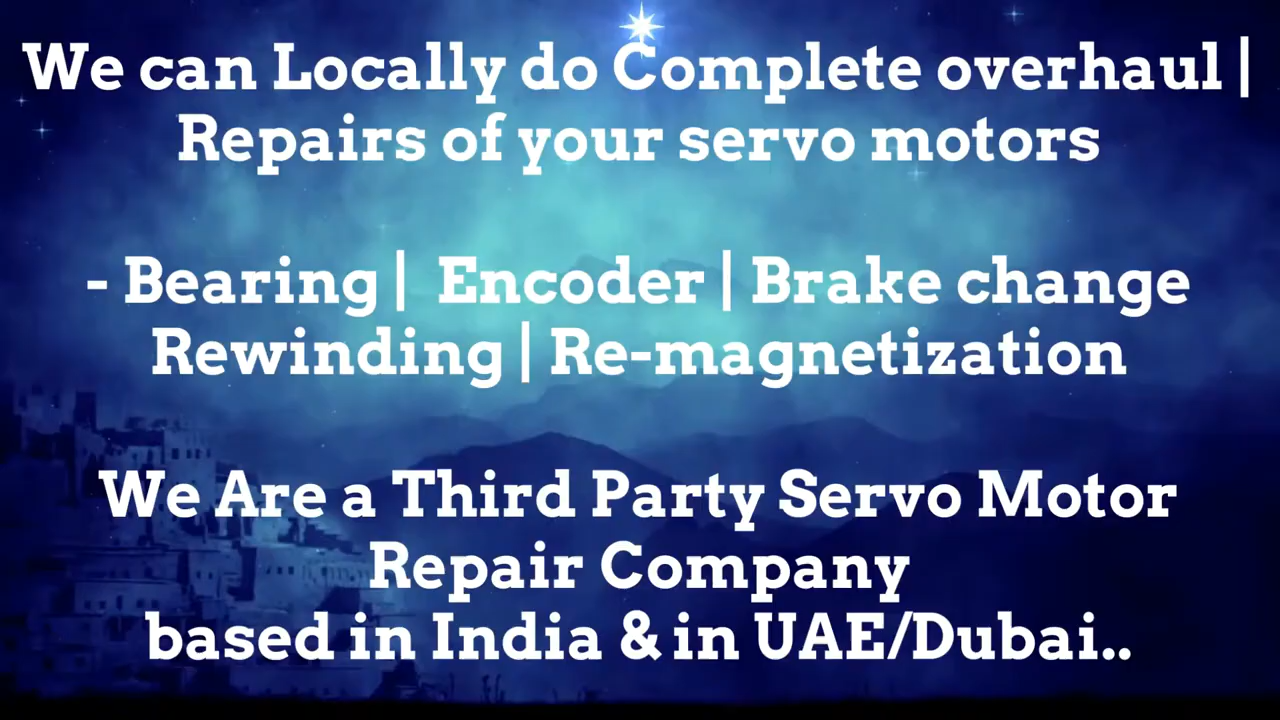 We can Locally do Complete overhaul |
Repairs of your servo motors
- Bearing | Encoder | Brake change
Rewinding | Re-magnetization
We Are a Third Party Servo Motor
Repair Company
based in India & in UAE/Dubai..